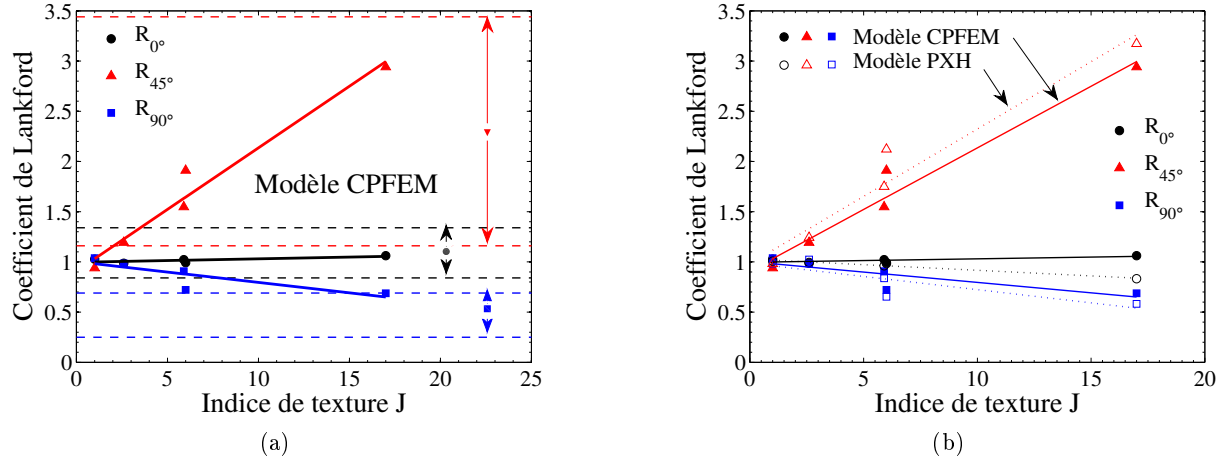 3.5
3
2.5
2
1.5
1
0.5
0
0
5
10
15
20
25
Coefficient de Lankford
Indice de texture J
R0°
R45°
R90°
Modèle CPFEM
(a)
3.5
3
2.5
2
1.5
1
0.5
0
0
5
10
15
20
Coefficient de Lankford
Indice de texture J
Modèle CPFEM
Modèle PXH
R0°
R45°
R90°
(b)